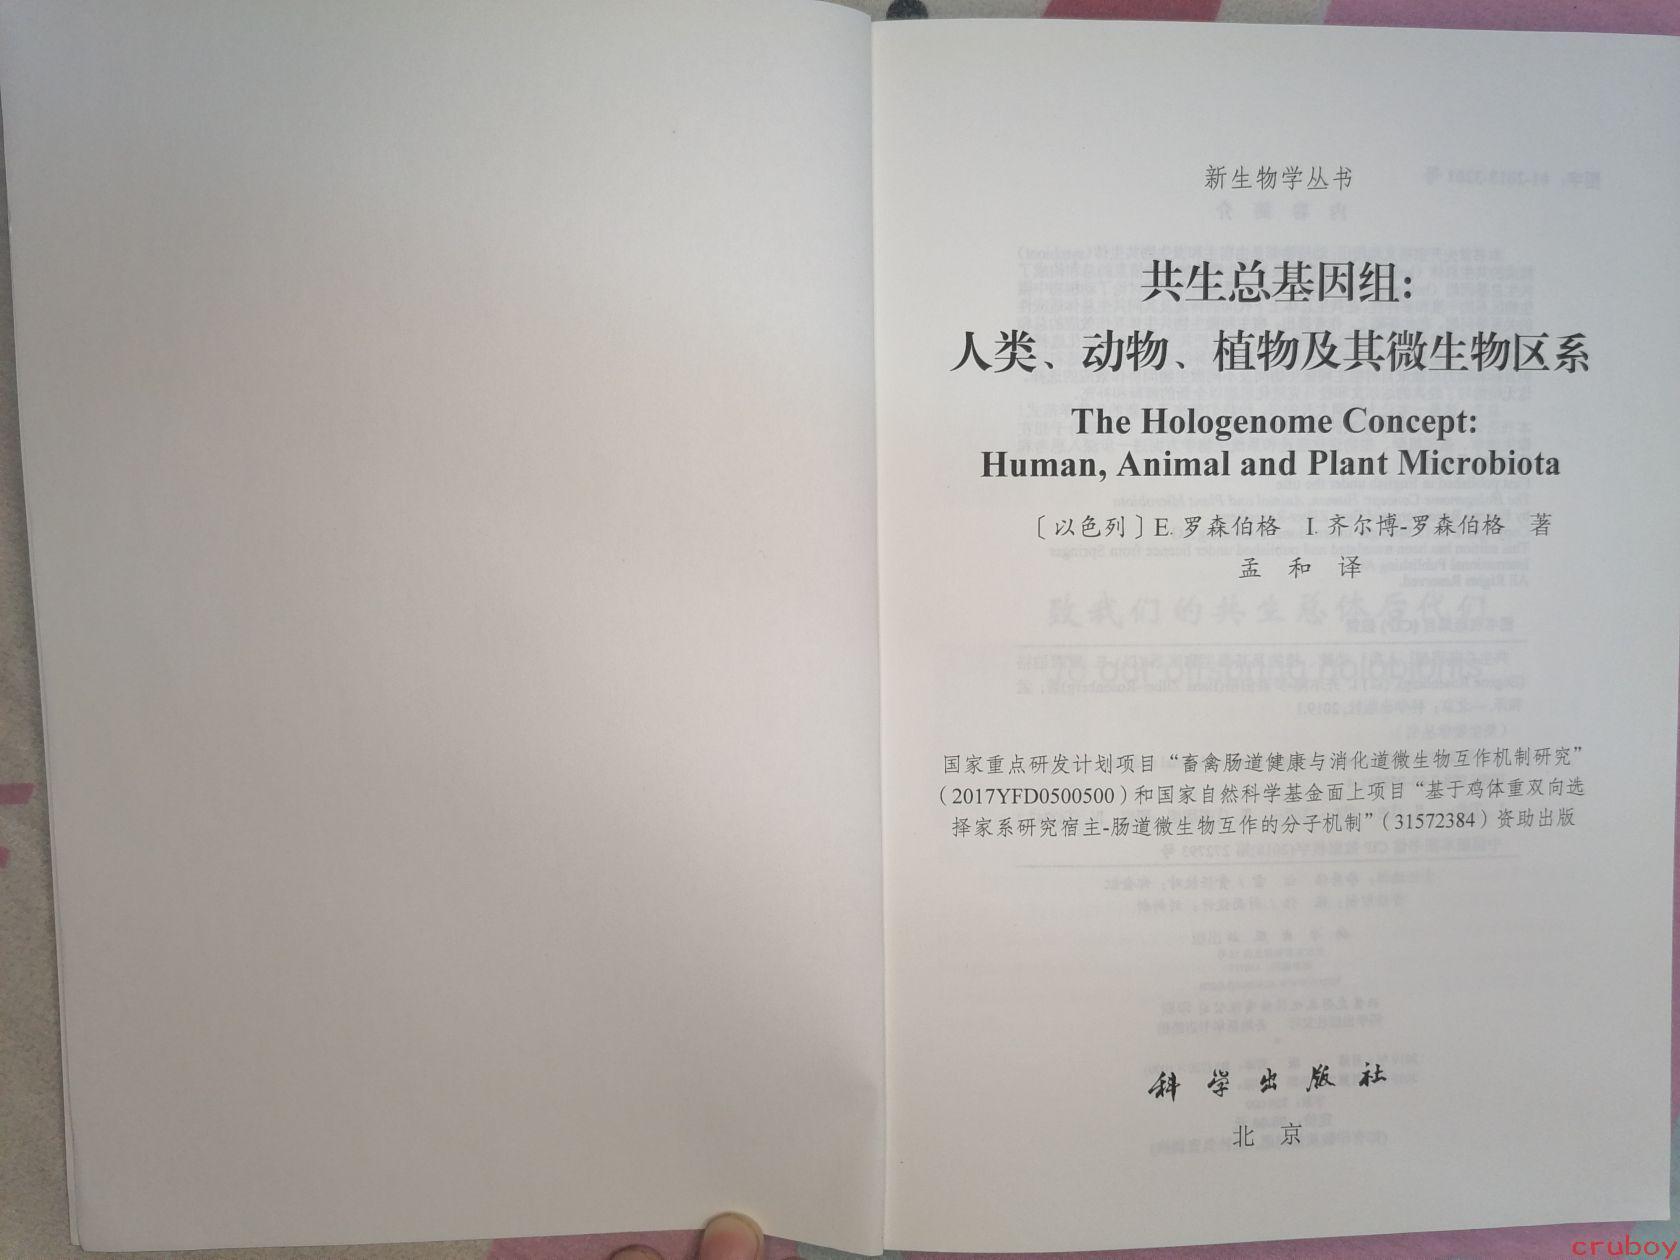 新生物学丛书
共生总基因组:
人类、动物、植物及其微生物区系
The Hologenome Concept:
Human, Animal and Plant Microbiota
〔以色列〕E. 罗森伯格 I. 齐尔博-罗森伯格 著
孟 和 译
国家重点研发计划项目“畜禽肠道健康与消化道微生物互作机制研究”
（2017YFD0500500）和国家自然科学基金面上项目“基于鸡体重双向选
择家系研究宿主-肠道微生物互作的分子机制”（31572384）资助出版
科学出版社
北 京
cruboy